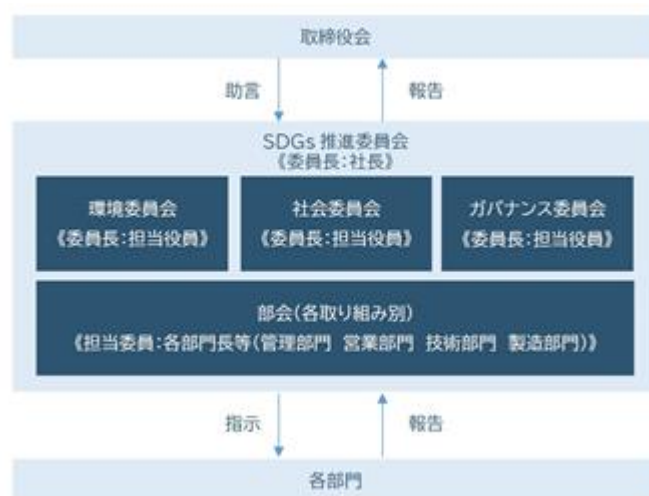 取締役会
助言
報告
SDGs 推進委員会
《委員長:社長》
環境委員会
《委員長:担当役員》
社会委員会
《委員長:担当役員》
ガバナンス委員会
《委員長:担当役員》
部会(各取り組み別)
《担当委員:各部門長等(管理部門 営業部門 技術部門 製造部門)》
指示
報告
各部門